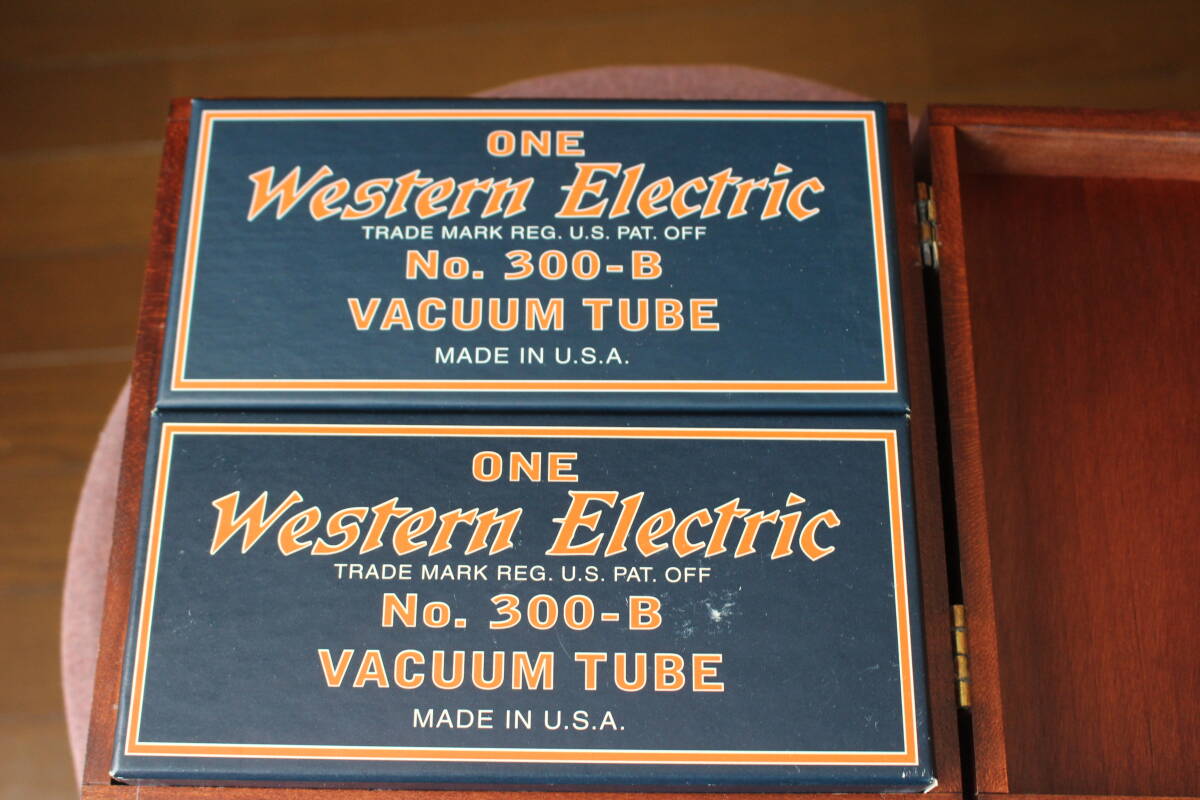 ONE
Western Electric
TRADE MARK REG. U.S. PAT. OFF
No. 300-B
VACUUM TUBE
MADE IN U.S.A.
ONE
Western Electric
TRADE MARK REG. U.S. PAT. OFF
No. 300-B
VACUUM TUBE
MADE IN U.S.A.